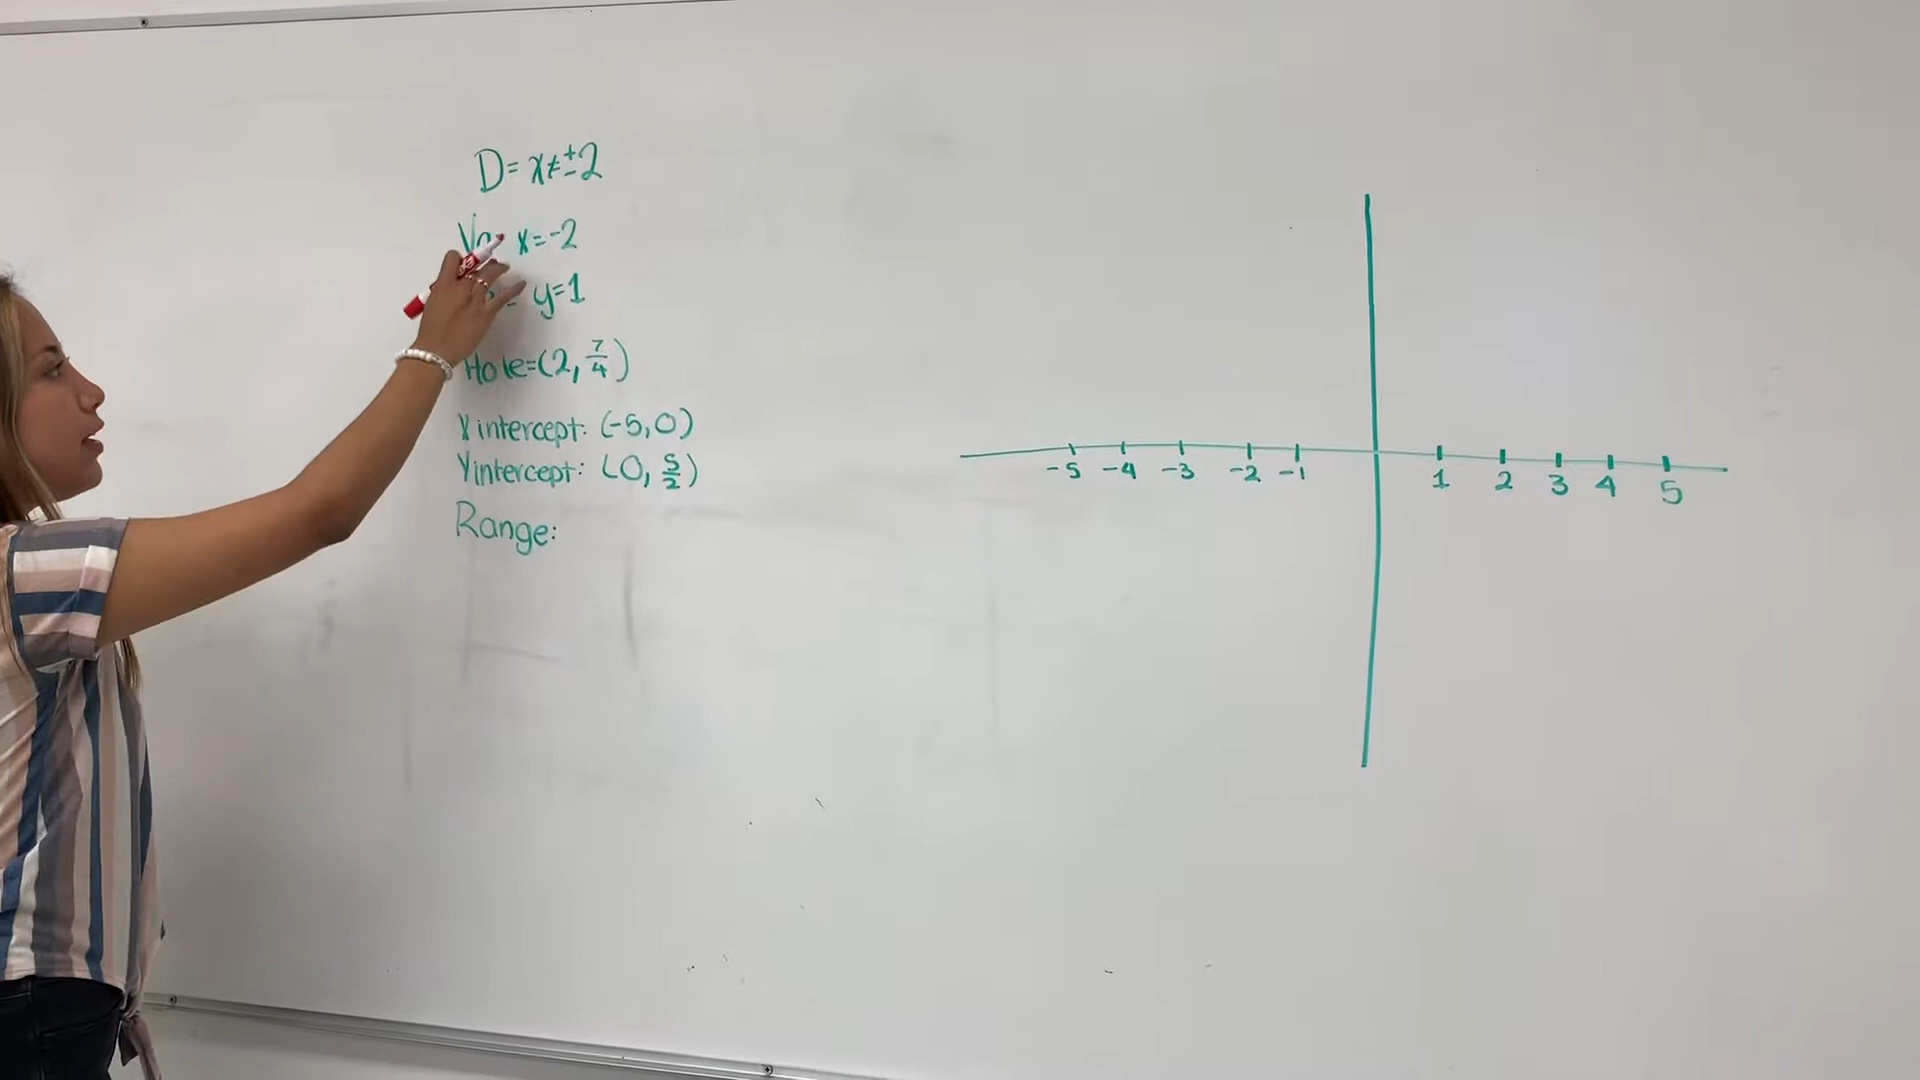 D= x≠±2
x=-2
- y=1
Hole=(2, 7/4)
X intercept: (-5,0)
Y intercept: (0, 5/2)
Range:
-5 -4 -3 -2 -1 1 2 3 4 5